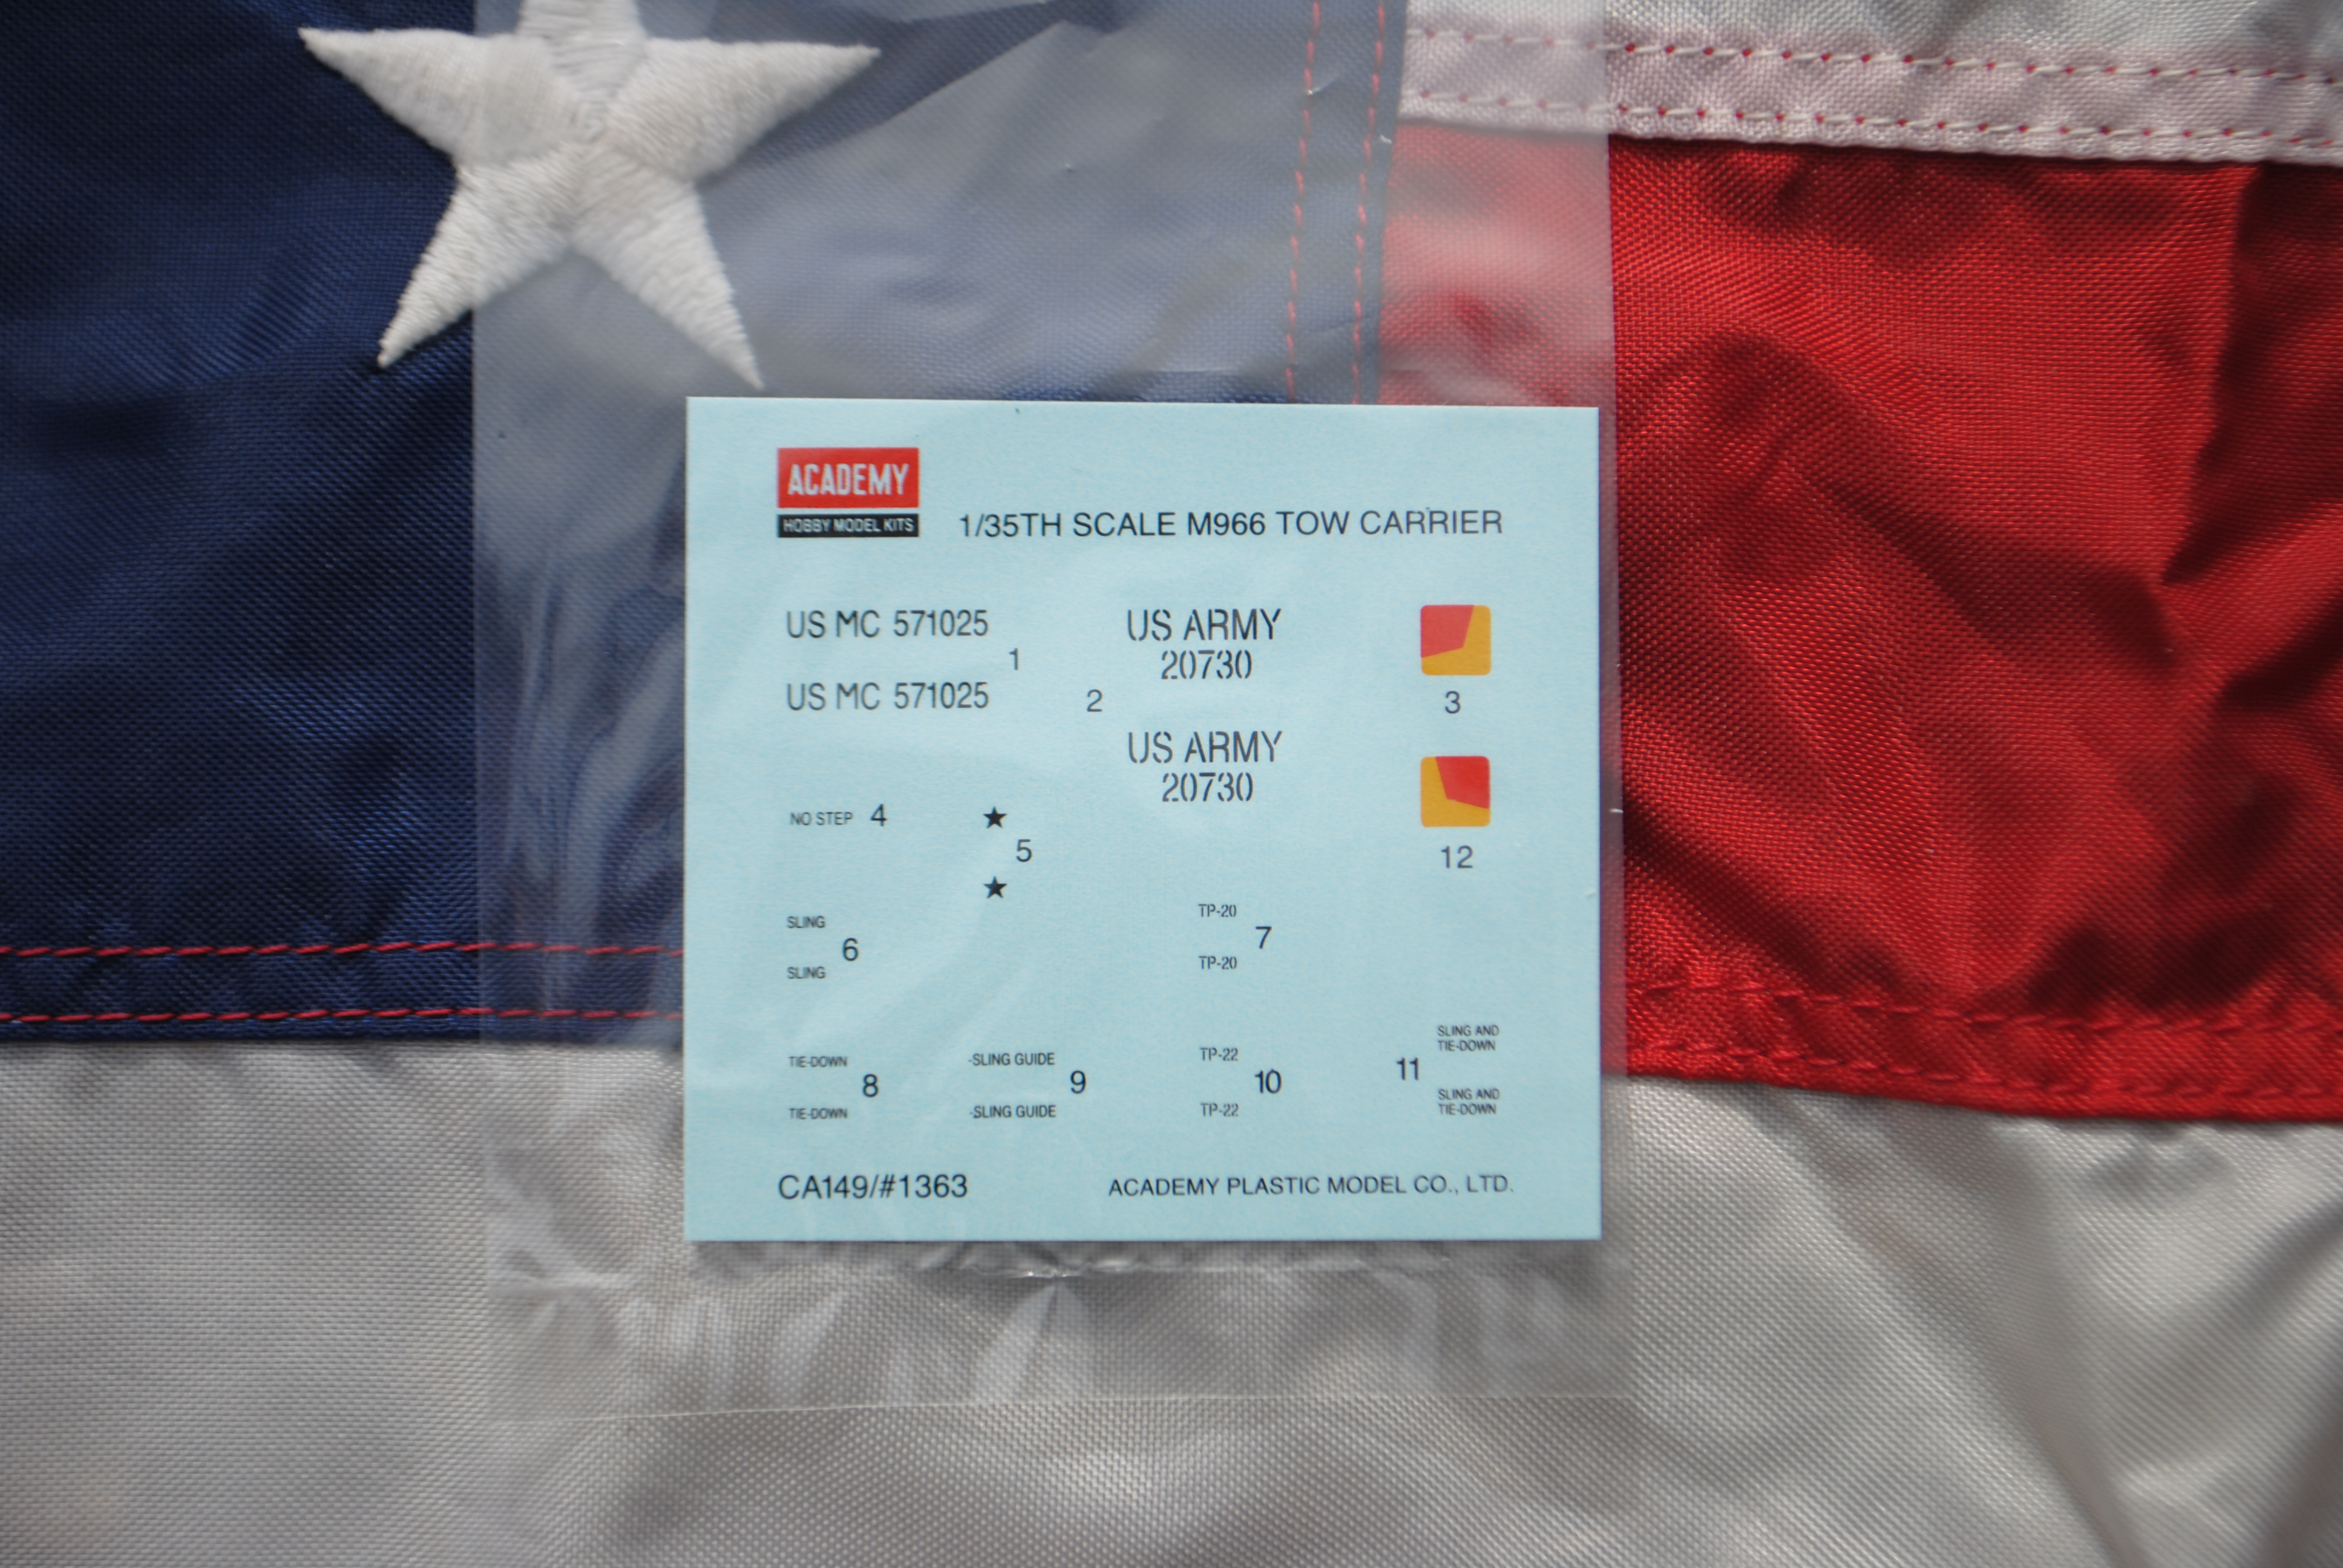 ACADEMY
HOBBY MODEL KITS
1/35TH SCALE M966 TOW CARRIER
US MC 571025
1
US MC 571025
2
US ARMY
20730
US ARMY
20730
3
12
NO STEP 4
5
SLING
6
SLING
TP-20
7
TP-20
TIE-DOWN
8
TIE-DOWN
-SLING GUIDE
9
-SLING GUIDE
TP-22
10
TP-22
11
SLING AND
TIE-DOWN
SLING AND
TIE-DOWN
CA149/#1363
ACADEMY PLASTIC MODEL CO., LTD.